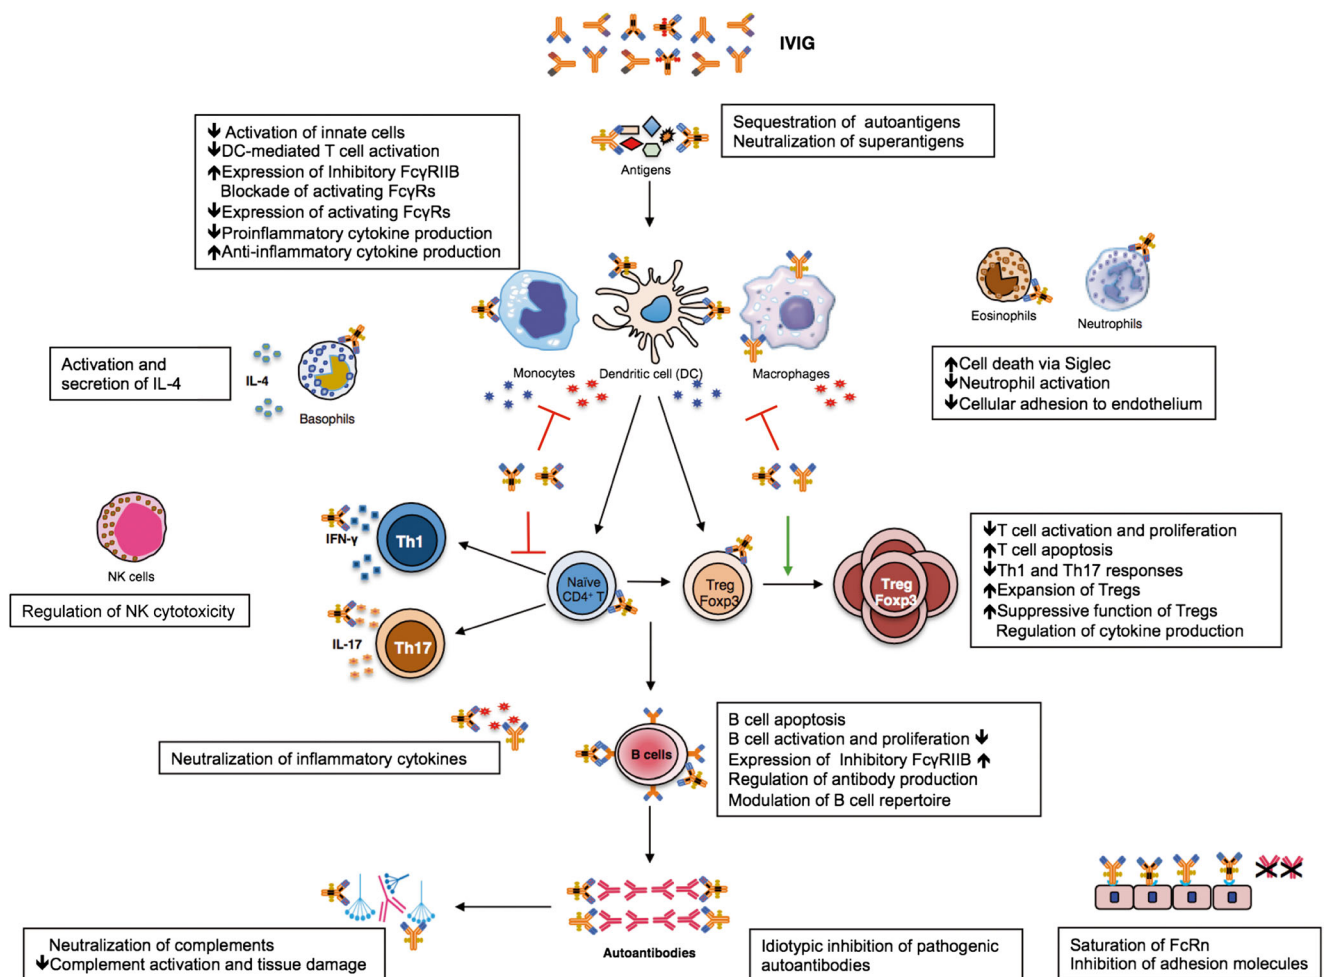 IVIG
↓ Activation of innate cells
↓DC-mediated T cell activation
↑Expression of Inhibitory FcγRIIB
Blockade of activating FcγRs
↓Expression of activating FcγRs
↓Proinflammatory cytokine production
↑Anti-inflammatory cytokine production
Sequestration of autoantigens
Neutralization of superantigens
Antigens
Eosinophils
Neutrophils
Monocytes
Dendritic cell (DC)
Macrophages
Activation and
secretion of IL-4
IL-4
Basophils
↑Cell death via Siglec
↓Neutrophil activation
↓Cellular adhesion to endothelium
NK cells
Regulation of NK cytotoxicity
IFN-γ
Th1
IL-17
Th17
Naïve
CD4⁺ T
Treg
Foxp3
Treg
Foxp3
↓T cell activation and proliferation
↑T cell apoptosis
↓Th1 and Th17 responses
↑Expansion of Tregs
↑Suppressive function of Tregs
Regulation of cytokine production
Neutralization of inflammatory cytokines
B cells
B cell apoptosis
B cell activation and proliferation ↓
Expression of Inhibitory FcγRIIB ↑
Regulation of antibody production
Modulation of B cell repertoire
Neutralization of complements
↓Complement activation and tissue damage
Autoantibodies
Idiotypic inhibition of pathogenic
autoantibodies
Saturation of FcRn
Inhibition of adhesion molecules